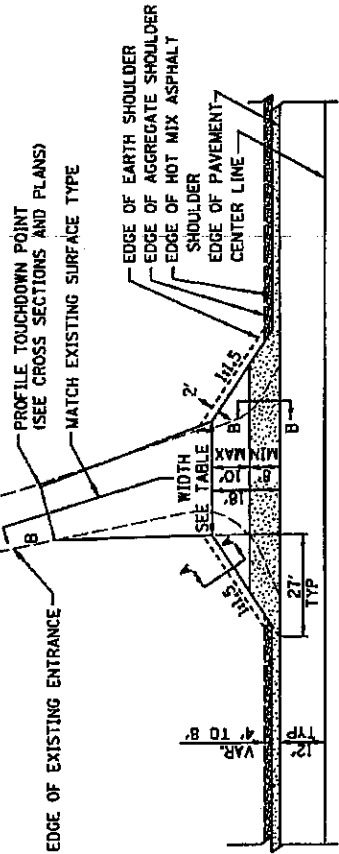 PROFILE TOUCHDOWN POINT
(SEE CROSS SECTIONS AND PLANS)
MATCH EXISTING SURFACE TYPE
EDGE OF EXISTING ENTRANCE
B
WIDTH
SEE TABLE
EDGE OF EARTH SHOULDER
EDGE OF AGGREGATE SHOULDER
EDGE OF HOT MIX ASPHALT
SHOULDER
EDGE OF PAVEMENT
CENTER LINE
2'
1:1.5
1:1.5
A
A
B
B
18'
10'
MAX
8'
MIN
27'
TYP
VAR.
4' TO 8'
12'
TYP